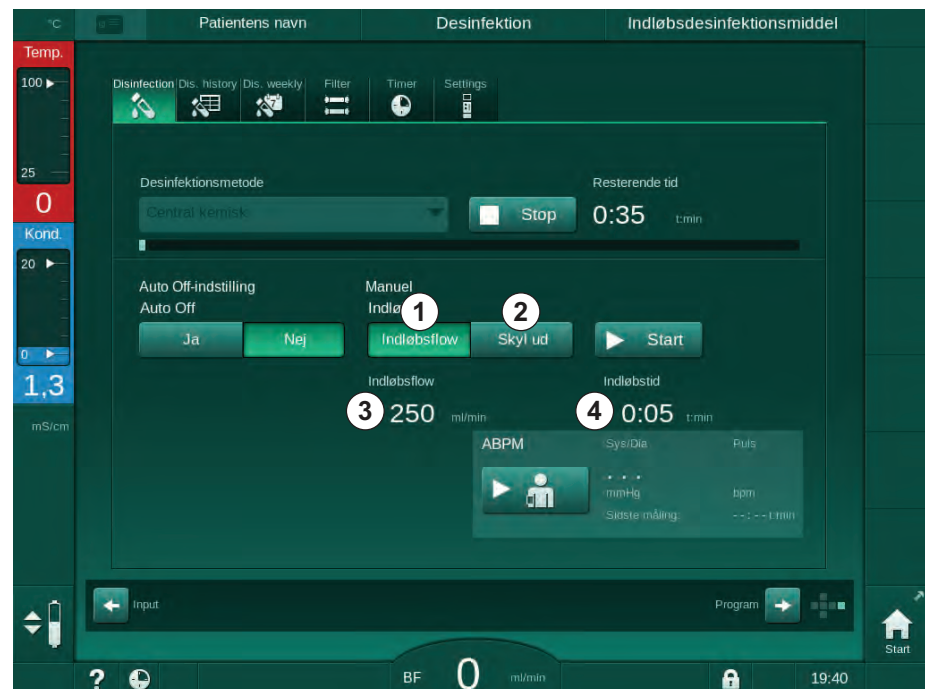 °C Patientens navn Desinfektion Indløbsdesinfektionsmiddel
Temp.
100
Disinfection Dis. history Dis. weekly Filter Timer Settings
7
25
0
Desinfektionsmetode Resterende tid
Central kemisk Stop 0:35 t:min
Kond.
20
Auto Off-indstilling Manuel
Auto Off
1 2
Ja Nej Indløbsflow Skyl ud Start
0
1,3
mS/cm
Indløbsflow Indløbstid
3 250 ml/min 4 0:05 t:min
ABPM Sys/Dia Puls
. . .
mmHg bpm
Sidste måling: --:-- t:min
Input Program
Start
? BF 0 ml/min 19:40